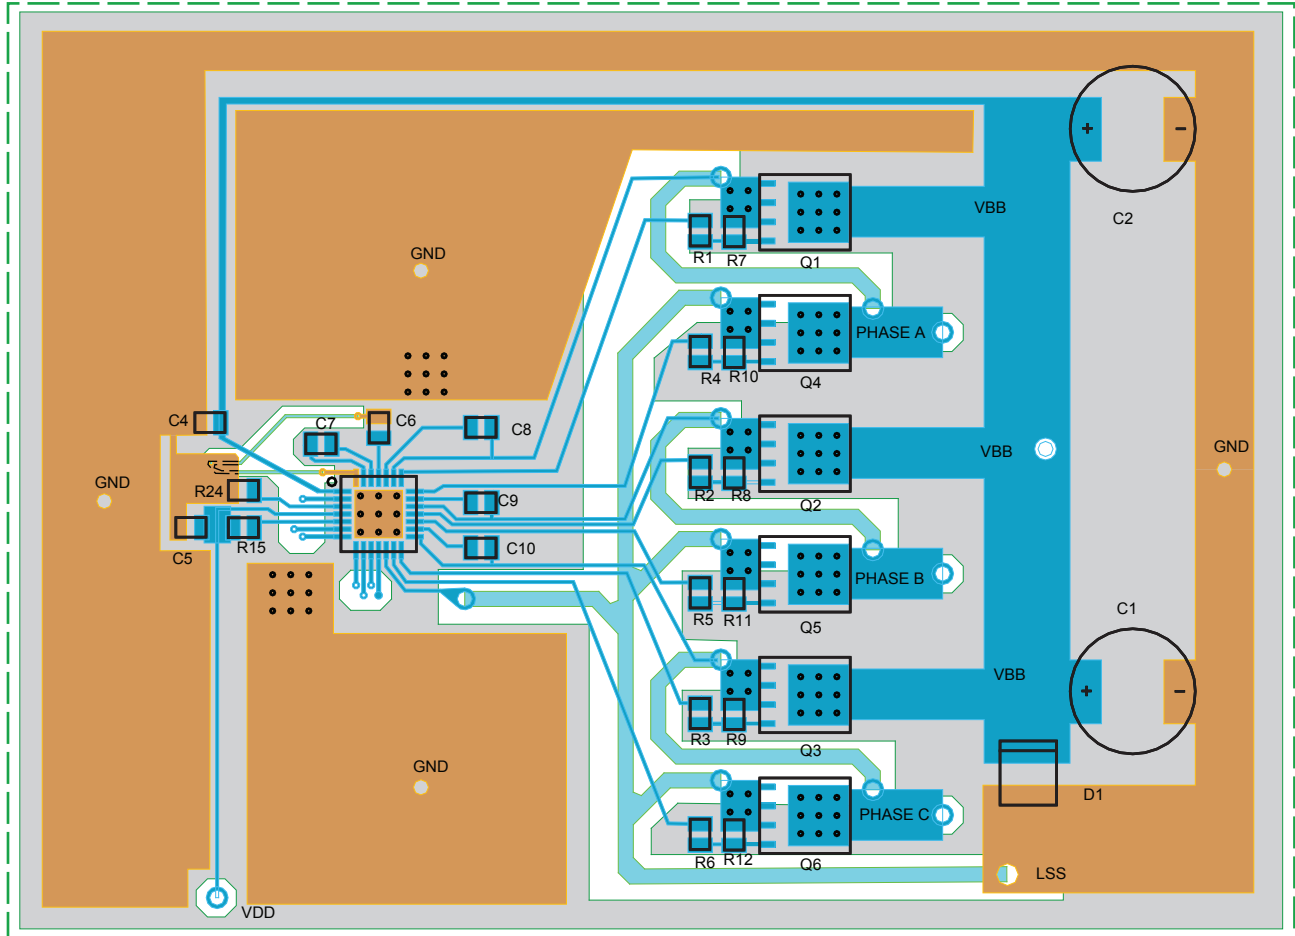 +
-
VBB
C2
GND
R1
R7
Q1
PHASE A
R4
R10
Q4
C4
C7
C6
C8
VBB
GND
GND
R24
C9
R2
R8
Q2
C5
R15
C10
PHASE B
R5
R11
Q5
C1
VBB
+
-
R3
R9
Q3
GND
D1
PHASE C
R6
R12
Q6
LSS
VDD